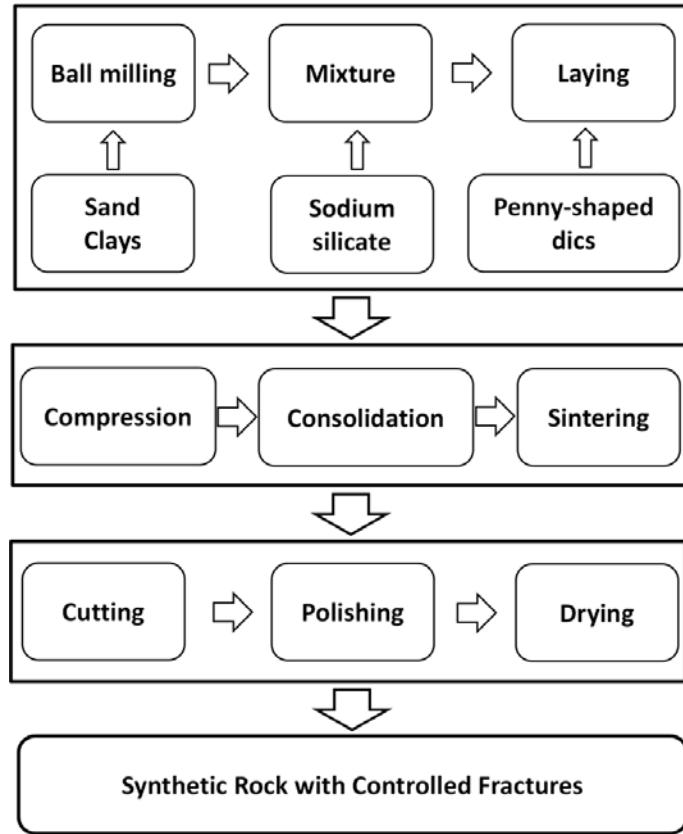 Ball milling
Mixture
Laying
Sand
Clays
Sodium
silicate
Penny-shaped
dics
Compression
Consolidation
Sintering
Cutting
Polishing
Drying
Synthetic Rock with Controlled Fractures